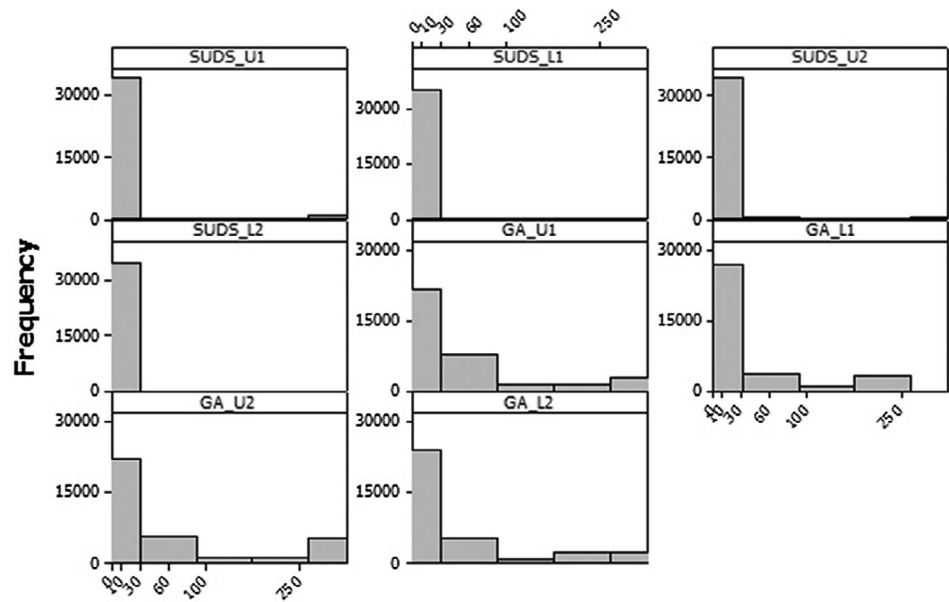 0 10 30 60 100 250
SUDS_U1 SUDS_L1 SUDS_U2
30000 30000 30000
15000 15000 15000
0 0 0
SUDS_L2 GA_U1 GA_L1
30000 30000 30000
15000 15000 15000
0 0 0
Frequency
GA_U2 GA_L2
0 10 30 60 100 250
30000 30000
15000 15000
0 0
0 10 30 60 100 250